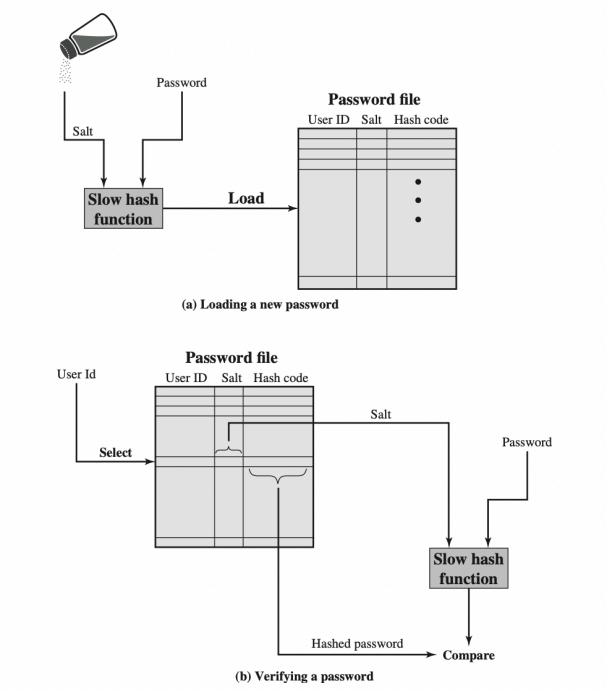 Password
Salt
Password file
User ID Salt Hash code
Slow hash
function
Load
(a) Loading a new password
Password file
User Id
User ID Salt Hash code
Salt
Select
Password
Slow hash
function
Hashed password
Compare
(b) Verifying a password